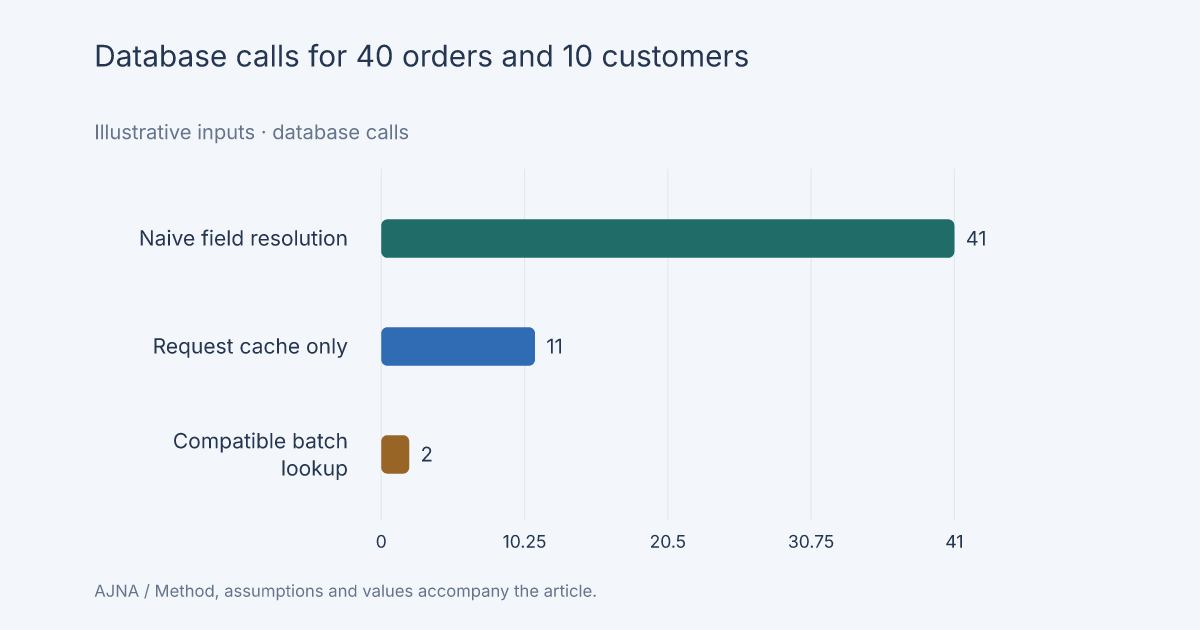 Database calls for 40 orders and 10 customers
Illustrative inputs · database calls
Naive field resolution
41
Request cache only
11
Compatible batch
lookup
2
0
10.25
20.5
30.75
41
AJNA / Method, assumptions and values accompany the article.